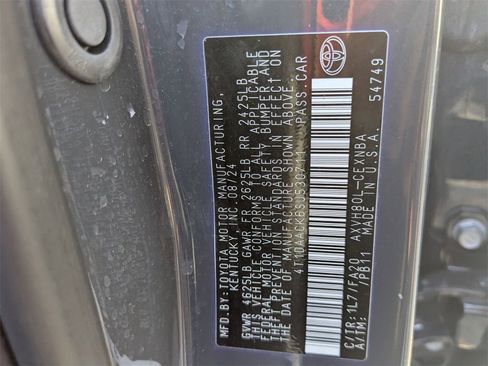 MFD. BY:TOYOTA MOTOR MANUFACTURING,
KENTUCKY, INC. 08/24
GVWR 4625LB GAWR FR 2625LB RR 2425LB
THIS VEHICLE CONFORMS TO ALL APPLICABLE
FEDERAL MOTOR VEHICLE SAFETY, BUMPER AND
THEFT PREVENTION STANDARDS IN EFFECT ON
THE DATE OF MANUFACTURE SHOWN ABOVE.
4T1DAACK6SU530711 PASS.CAR
C/TR:1L7/FA20 AXVH80L-CEXNBA
A/TM: /PB11 MADE IN U.S.A.
54749